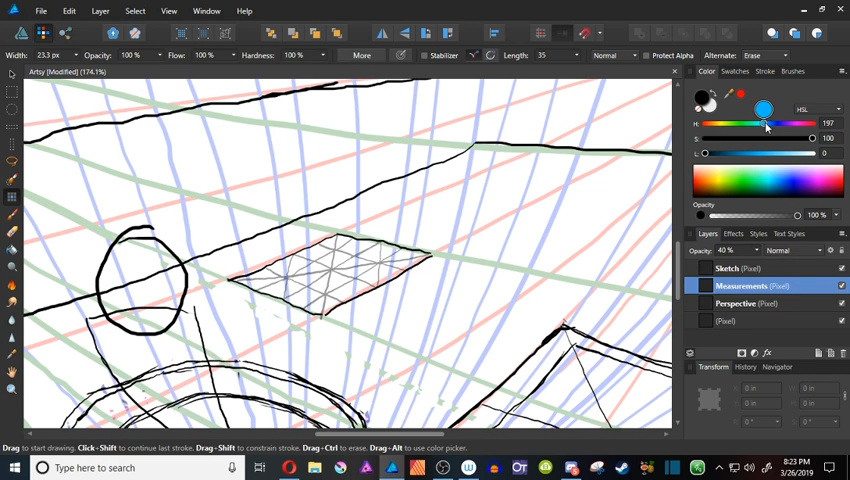 File Edit Layer Select View Window Help
Width: 23.3 px Opacity: 100 % Flow: 100 % Hardness: 100 % More Stabilizer Length: 35 Normal Protect Alpha Alternate: Erase
Artsy [Modified] (174.1%)
Color Swatches Stroke Brushes
HSL
H: 197
S: 100
L: 0
Opacity
100 %
Layers Effects Styles Text Styles
Opacity: 40 % Normal
Sketch (Pixel)
Measurements (Pixel)
Perspective (Pixel)
(Pixel)
Transform History Navigator
X: 0 in W: 0 in
Y: 0 in H: 0 in
R: 0 ° S: 0 °
Drag to start drawing. Click+Shift to continue last stroke. Drag+Shift to constrain stroke. Drag+Ctrl to erase. Drag+Alt to use color picker.
Type here to search
8:23 PM
3/26/2019